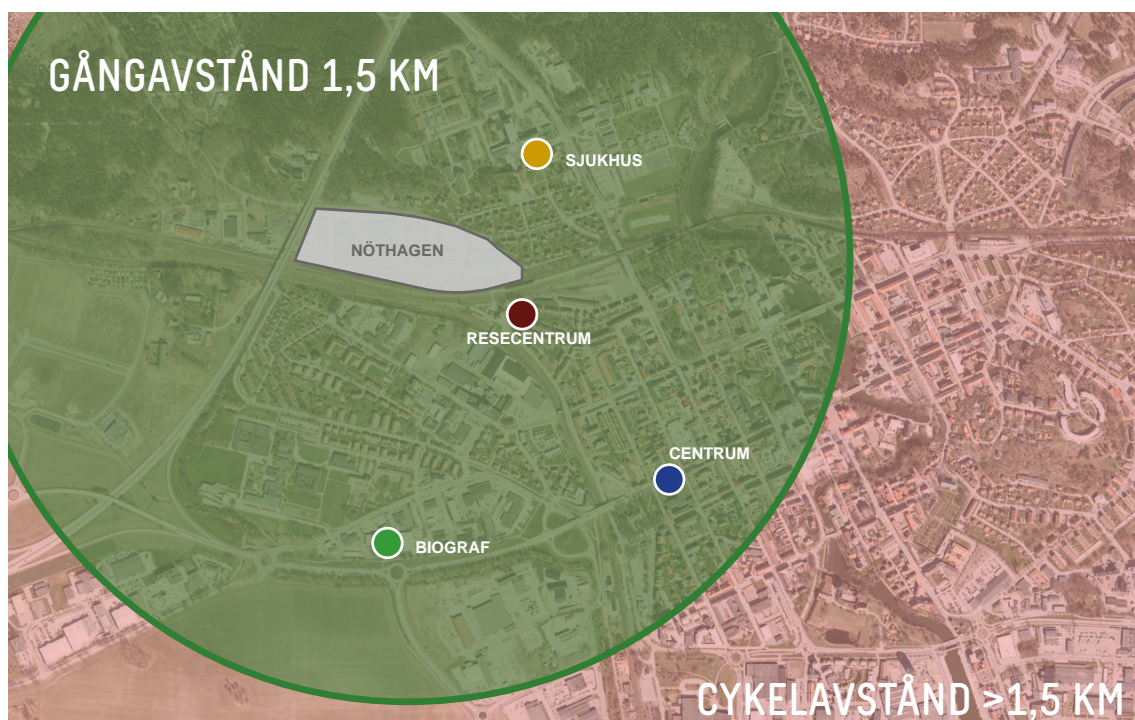 GÅNGAVSTÅND 1,5 KM
SJUKHUS
NÖTHAGEN
RESECENTRUM
CENTRUM
BIOGRAF
CYKELAVSTÅND >1,5 KM